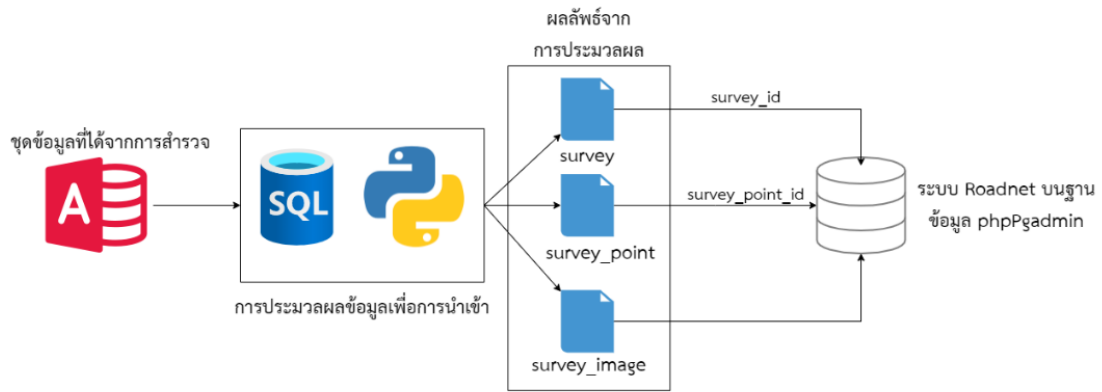 ผลลัพธ์จาก
การประมวลผล
survey_id
ชุดข้อมูลที่ได้จากการสำรวจ
survey
A
SQL
survey_point_id
ระบบ Roadnet บนฐาน
ข้อมูล phpPgadmin
survey_point
การประมวลผลข้อมูลเพื่อการนำเข้า
survey_image